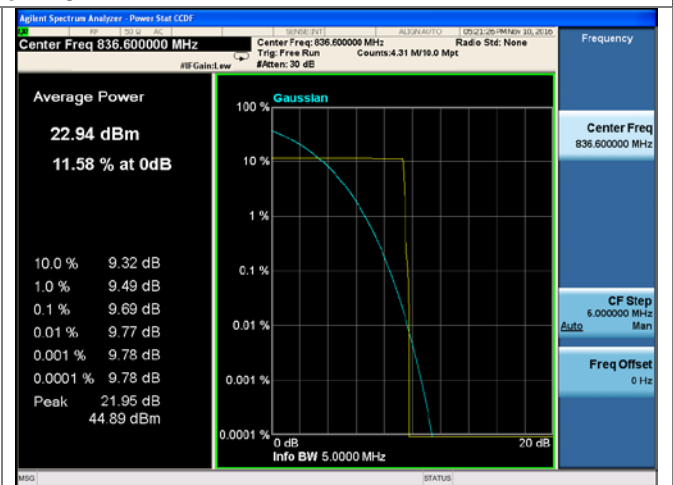 Agilent Spectrum Analyzer - Power Stat CCDF
RF 50 Ω AC SENSE:INT ALIGN AUTO 05:21:26 PM Nov 10, 2016
Center Freq 836.600000 MHz
Center Freq: 836.600000 MHz Radio Std: None
Trig: Free Run Counts:4.31 M/10.0 Mpt
#IFGain:Low #Atten: 30 dB
Frequency
Average Power
22.94 dBm
11.58 % at 0dB
10.0 % 9.32 dB
1.0 % 9.49 dB
0.1 % 9.69 dB
0.01 % 9.77 dB
0.001 % 9.78 dB
0.0001 % 9.78 dB
Peak 21.95 dB
44.89 dBm
Gaussian
100 %
10 %
1 %
0.1 %
0.01 %
0.001 %
0.0001 %
0 dB 20 dB
Info BW 5.0000 MHz
Center Freq
836.600000 MHz
CF Step
5.000000 MHz
Auto Man
Freq Offset
0 Hz
MSG STATUS